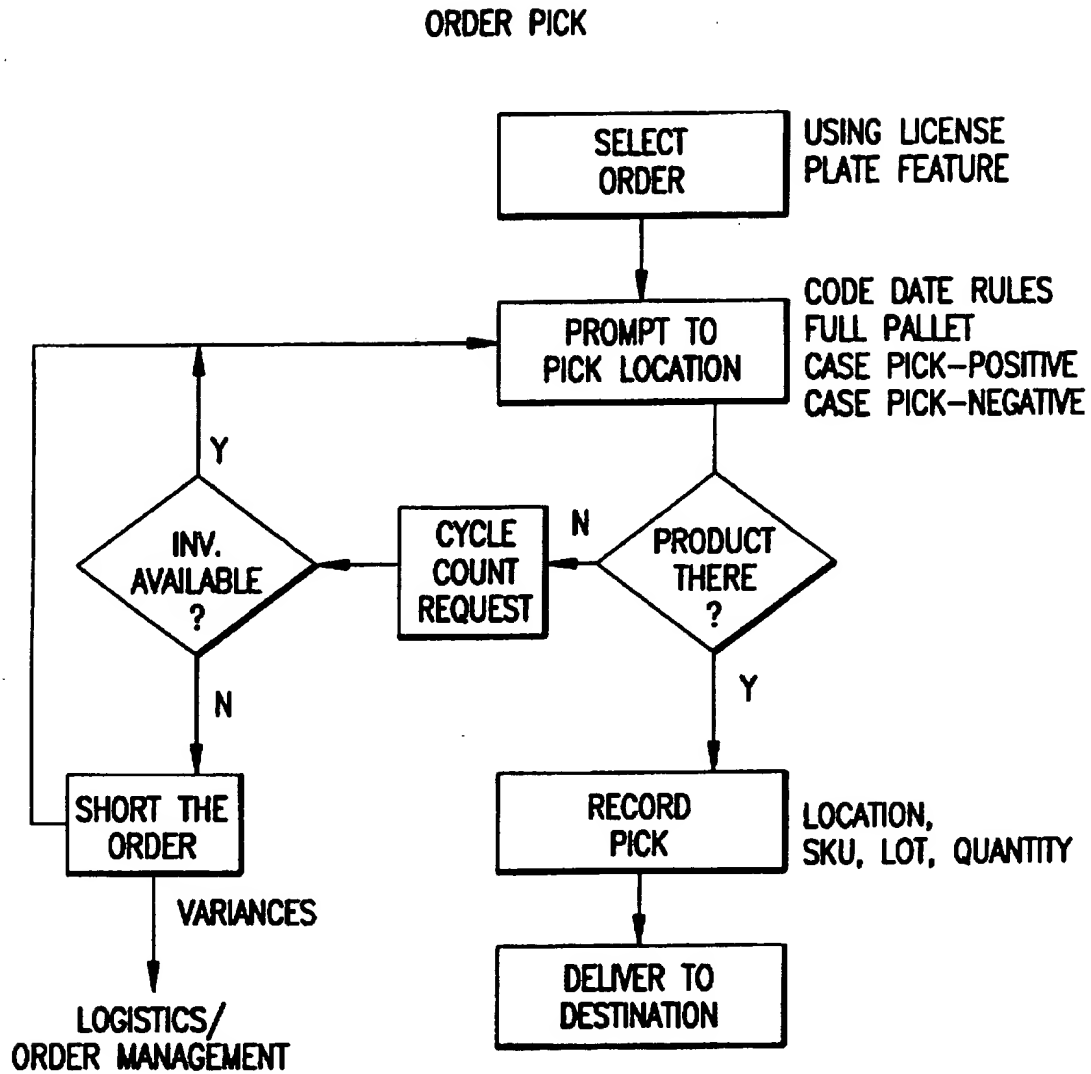 ORDER PICK
SELECT
ORDER
USING LICENSE
PLATE FEATURE
PROMPT TO
PICK LOCATION
CODE DATE RULES
FULL PALLET
CASE PICK-POSITIVE
CASE PICK-NEGATIVE
Y
INV.
AVAILABLE
?
CYCLE
COUNT
REQUEST
N
PRODUCT
THERE
?
N
Y
SHORT THE
ORDER
RECORD
PICK
LOCATION,
SKU, LOT, QUANTITY
VARIANCES
DELIVER TO
DESTINATION
LOGISTICS/
ORDER MANAGEMENT